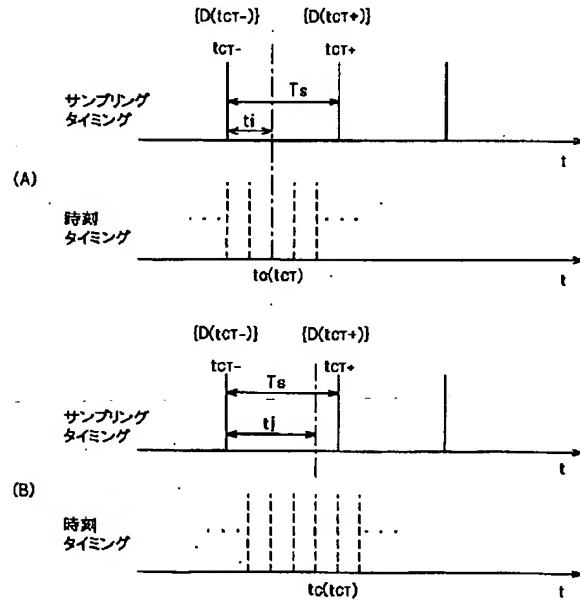 {D(tCT-)} {D(tCT+)}
tCT- tCT+
Ts
サンプリング
タイミング
ti
t
(A)
時刻
タイミング
・・・ ・・・
tc(tCT)
t
{D(tCT-)} {D(tCT+)}
tCT- tCT+
Ts
サンプリング
タイミング
tj
t
(B)
時刻
タイミング
・・・ ・・・
tc(tCT)
t